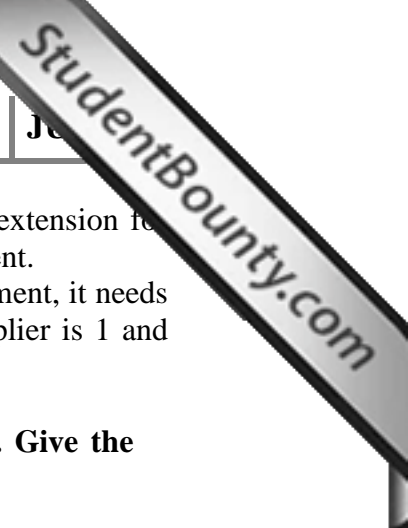 StudentBounty.com
extension
ent.
ment, it needs
plier is 1 and
. Give the